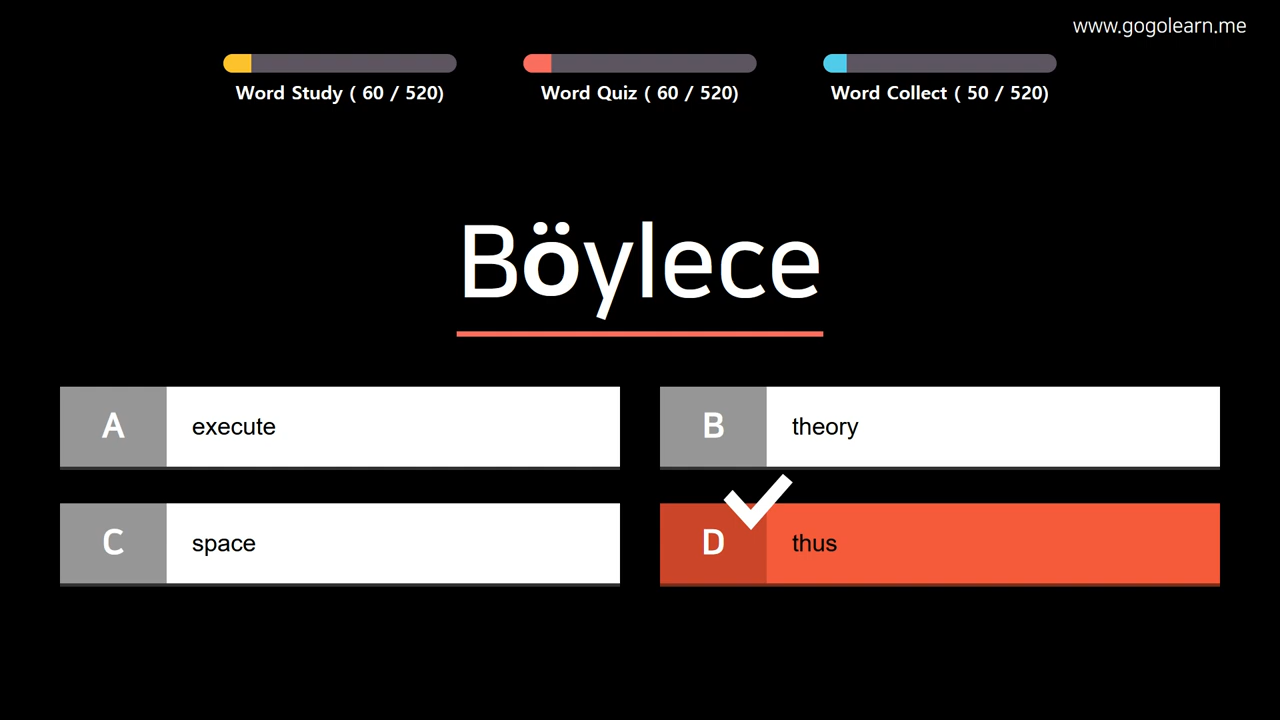 www.gogolearn.me
Word Study ( 60 / 520) Word Quiz ( 60 / 520) Word Collect ( 50 / 520)
Böylece
A execute
B theory
C space
D thus